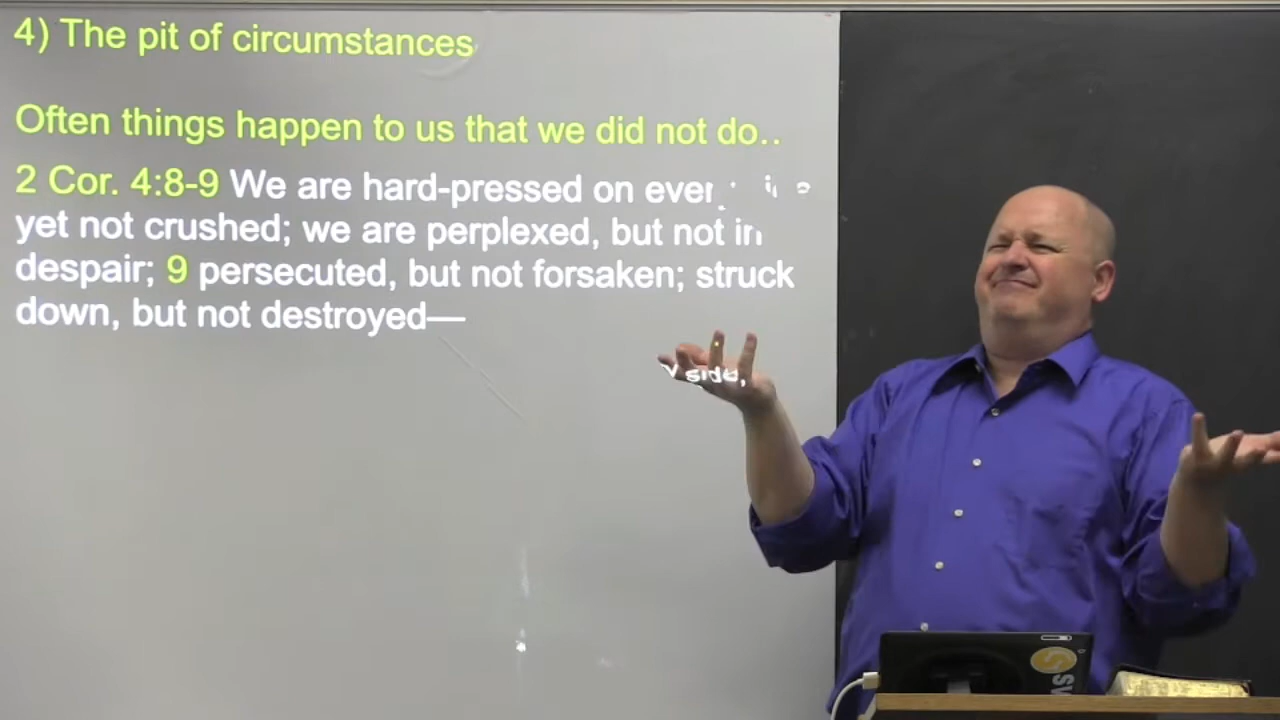 4) The pit of circumstances
Often things happen to us that we did not do..
2 Cor. 4:8-9 We are hard-pressed on every side,
yet not crushed; we are perplexed, but not in
despair; 9 persecuted, but not forsaken; struck
down, but not destroyed—